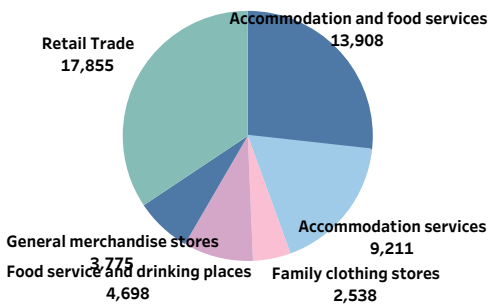 Accommodation and food services
13,908
Retail Trade
17,855
Accommodation services
9,211
General merchandise stores
3,775
Food service and drinking places
4,698
Family clothing stores
2,538